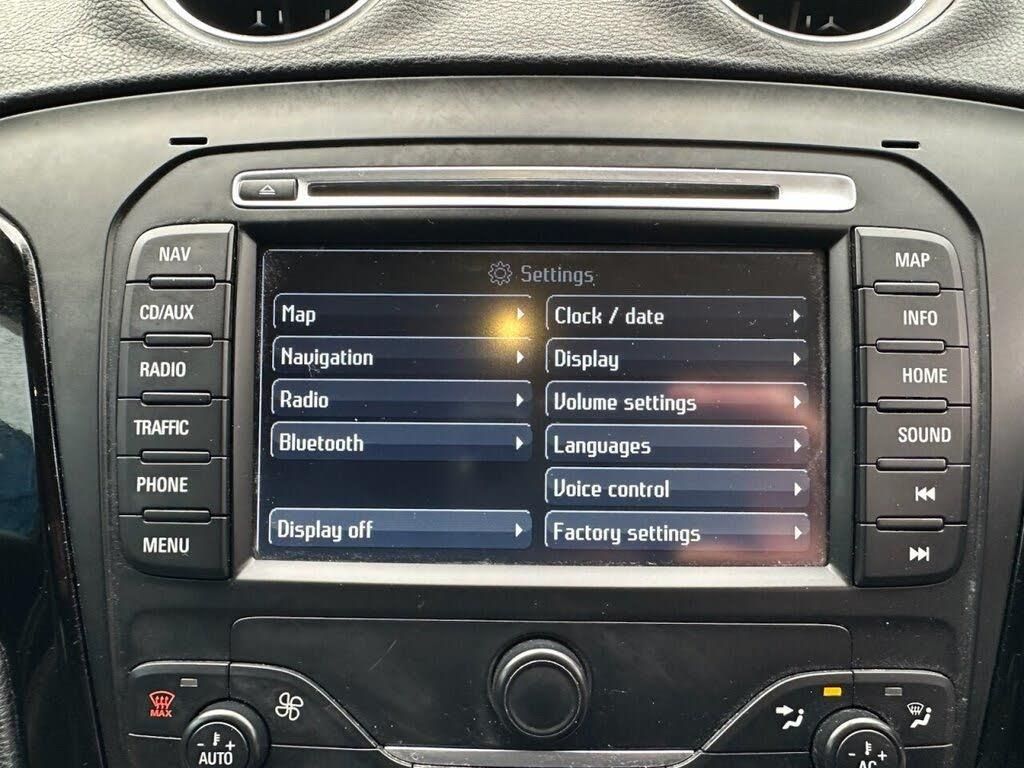 NAV
CD/AUX
RADIO
TRAFFIC
PHONE
MENU
Settings
Map
Navigation
Radio
Bluetooth
Display off
Clock / date
Display
Volume settings
Languages
Voice control
Factory settings
MAP
INFO
HOME
SOUND
MAX
- +
AUTO
- +
AC